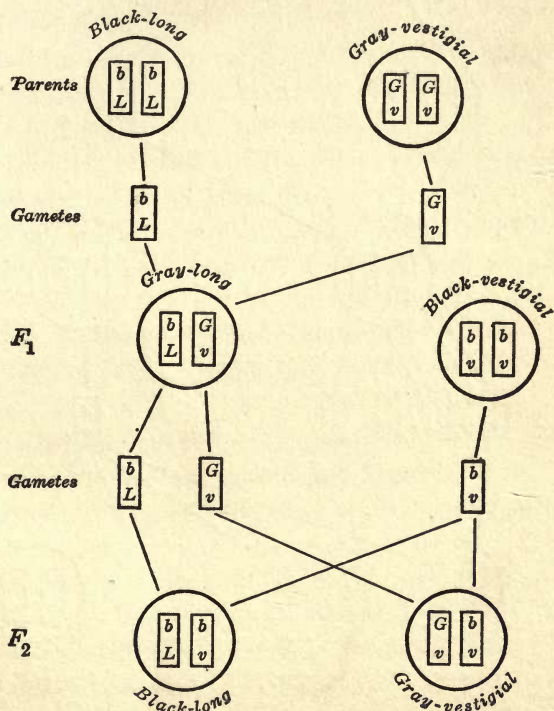 Black-long
Gray-vestigial
Parents
b b
L L
G G
v v
Gametes
b
L
G
v
Gray-long
Black-vestigial
F1
b G
L v
b b
v v
Gametes
b
L
G
v
b
v
F2
b b
L v
G b
v v
Black-long
Gray-vestigial